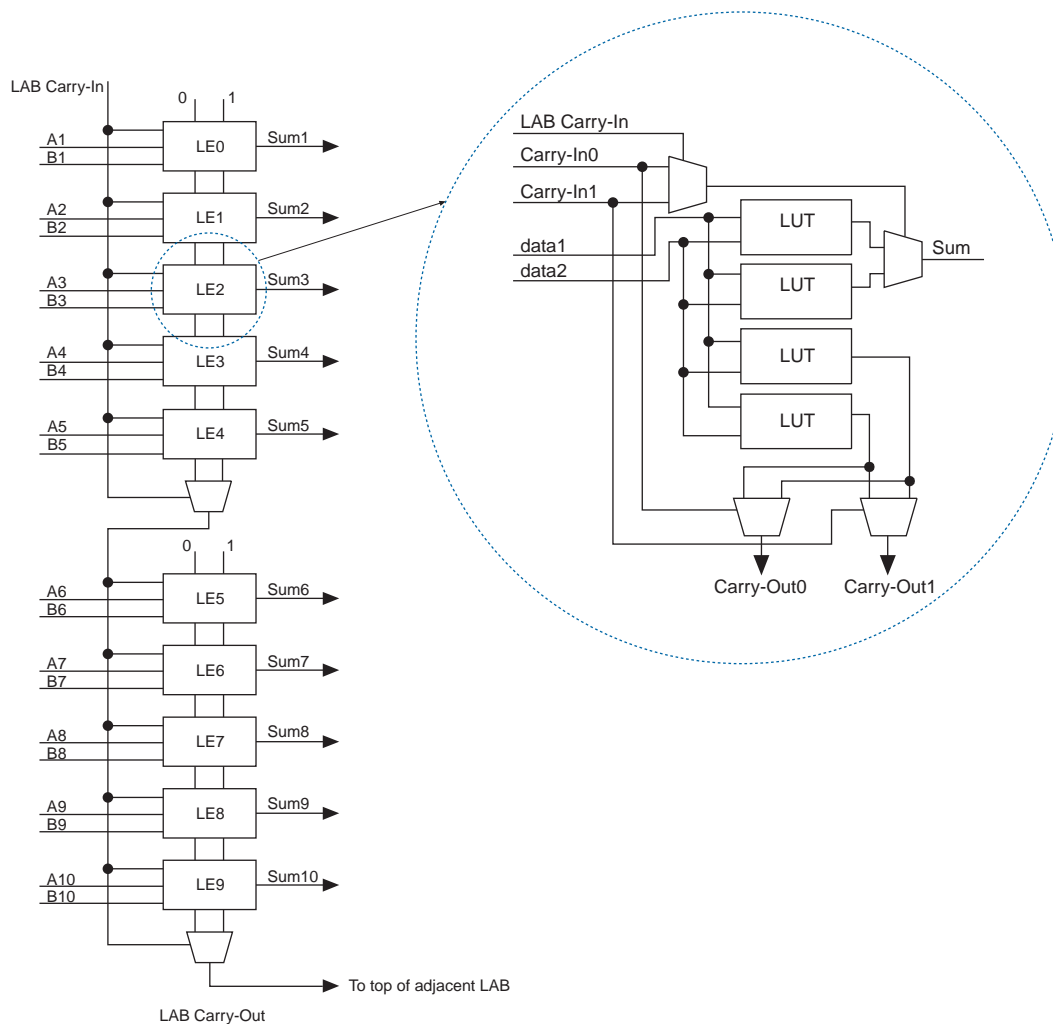 LAB Carry-In
0 1
A1
B1
LE0
Sum1
A2
B2
LE1
Sum2
A3
B3
LE2
Sum3
A4
B4
LE3
Sum4
A5
B5
LE4
Sum5
0 1
A6
B6
LE5
Sum6
A7
B7
LE6
Sum7
A8
B8
LE7
Sum8
A9
B9
LE8
Sum9
A10
B10
LE9
Sum10
To top of adjacent LAB
LAB Carry-Out
LAB Carry-In
Carry-In0
Carry-In1
data1
data2
LUT
LUT
LUT
LUT
Sum
Carry-Out0
Carry-Out1